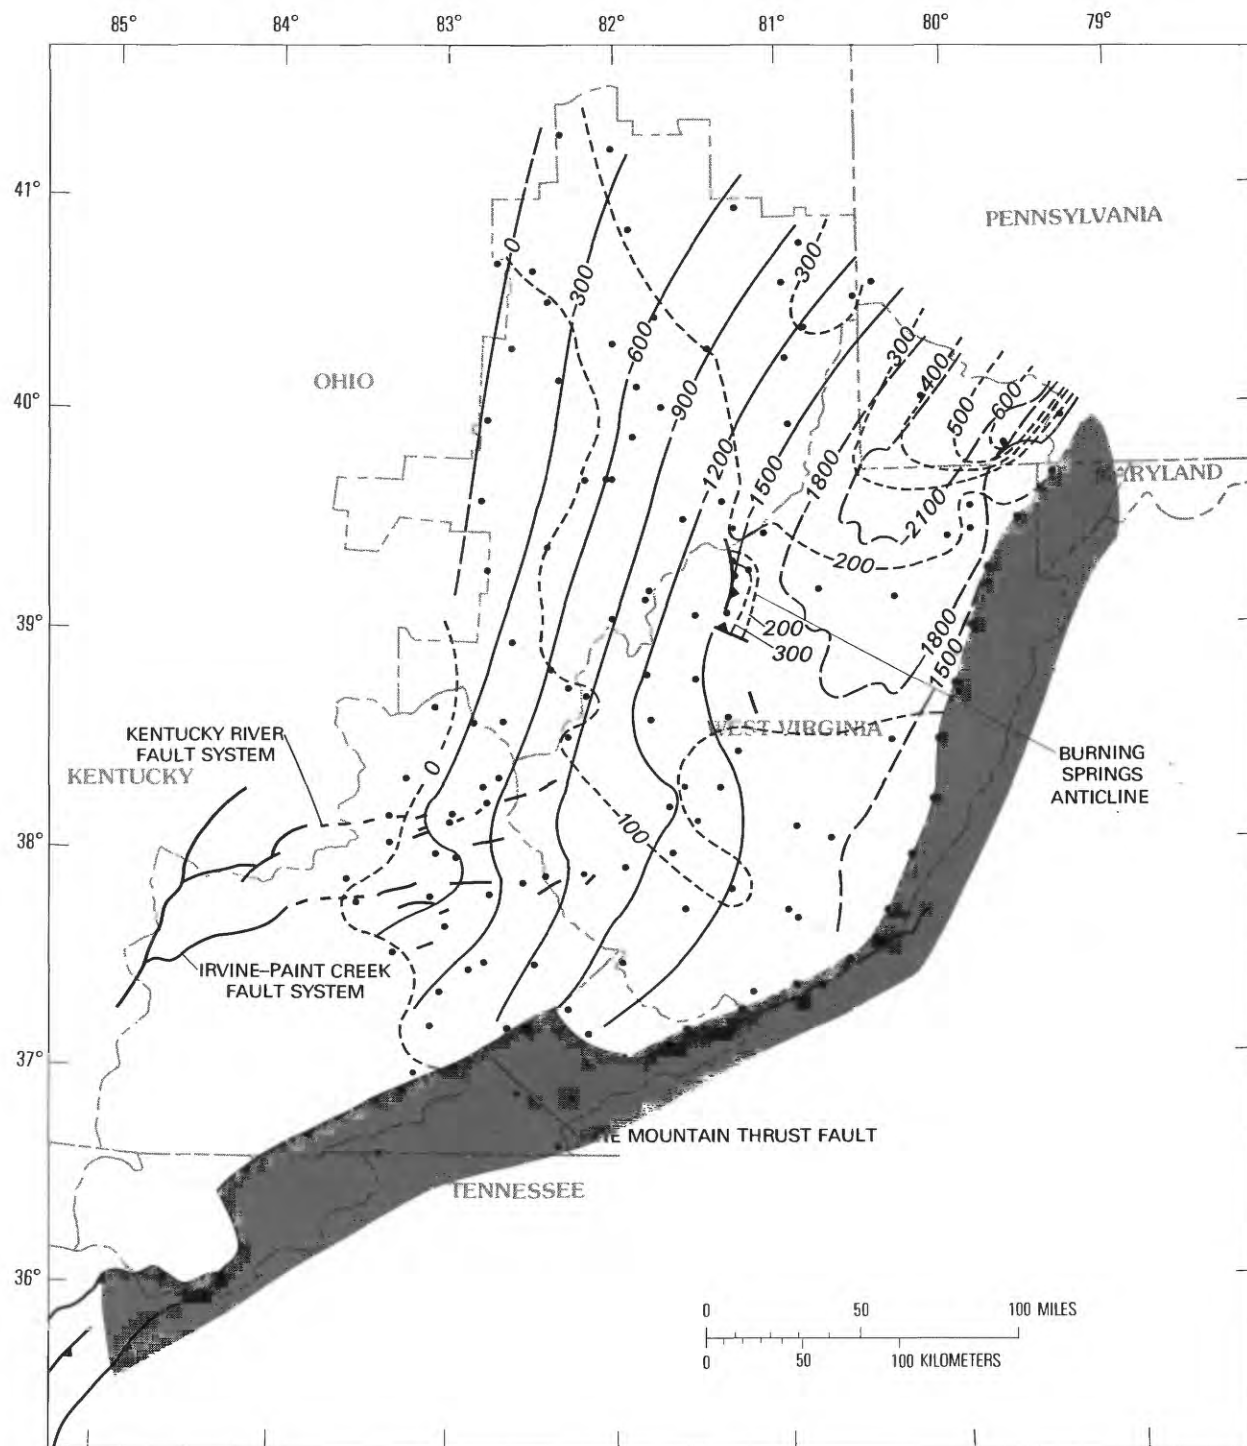 85° 84° 83° 82° 81° 80° 79°
41°
PENNSYLVANIA
0
300
300
600
OHIO
300
400
40°
900
500
600
1200
1500
1800
MARYLAND
2100
200
39°
200
300
1800
1500
WEST VIRGINIA
KENTUCKY RIVER
FAULT SYSTEM
KENTUCKY
0
BURNING
SPRINGS
ANTICLINE
38°
100
IRVINE–PAINT CREEK
FAULT SYSTEM
37°
MOUNTAIN THRUST FAULT
TENNESSEE
36°
0 50 100 MILES
0 50 100 KILOMETERS